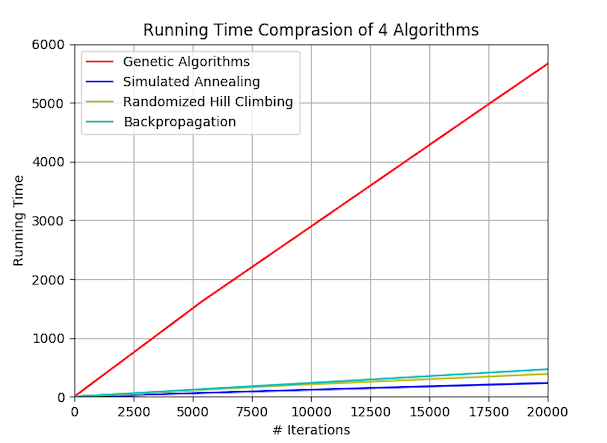 Running Time Comprasion of 4 Algorithms
6000
5000
4000
3000
2000
1000
0
Running Time
Genetic Algorithms
Simulated Annealing
Randomized Hill Climbing
Backpropagation
0 2500 5000 7500 10000 12500 15000 17500 20000
# Iterations